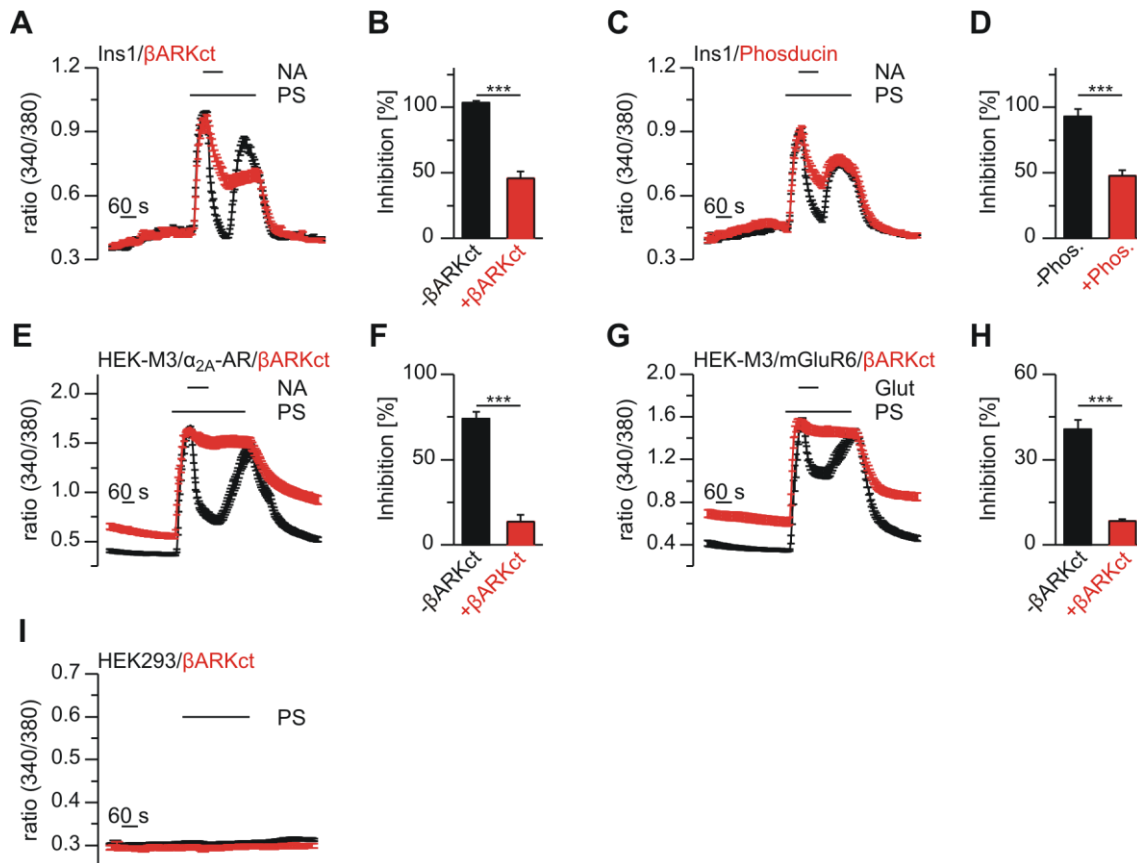 A
Ins1/βARKct
ratio (340/380)
1.2
0.9
0.6
0.3
NA
PS
60 s
B
Inhibition [%]
100
50
0
***
-βARKct
+βARKct
C
Ins1/Phosducin
ratio (340/380)
1.2
0.9
0.6
0.3
NA
PS
60 s
D
Inhibition [%]
100
50
0
***
-Phos.
+Phos.
E
HEK-M3/α2A-AR/βARKct
ratio (340/380)
2.0
1.5
1.0
0.5
NA
PS
60 s
F
Inhibition [%]
100
50
0
***
-βARKct
+βARKct
G
HEK-M3/mGluR6/βARKct
ratio (340/380)
2.0
1.6
1.2
0.8
0.4
Glut
PS
60 s
H
Inhibition [%]
60
30
0
***
-βARKct
+βARKct
I
HEK293/βARKct
ratio (340/380)
0.7
0.6
0.5
0.4
0.3
PS
60 s